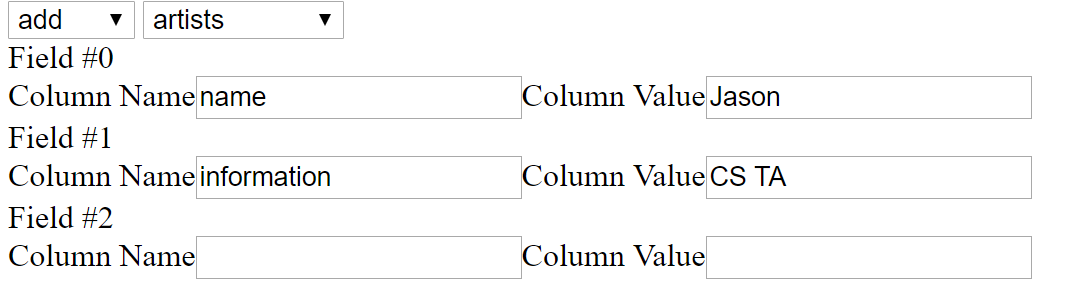 add artists
Field #0
Column Name name Column Value Jason
Field #1
Column Name information Column Value CS TA
Field #2
Column Name Column Value